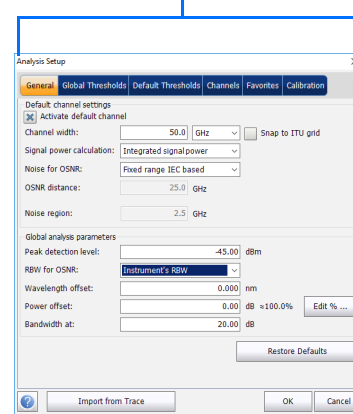 Analysis Setup
General Global Thresholds Default Thresholds Channels Favorites Calibration
Default channel settings
Activate default channel
Channel width: 50.0 GHz Snap to ITU grid
Signal power calculation: Integrated signal power
Noise for OSNR: Fixed range IEC based
OSNR distance: 25.0 GHz
Noise region: 2.5 GHz
Global analysis parameters
Peak detection level: -45.00 dBm
RBW for OSNR: Instrument's RBW
Wavelength offset: 0.000 nm
Power offset: 0.00 dB ≈100.0% Edit % ...
Bandwidth at: 20.00 dB
Restore Defaults
? Import from Trace OK Cancel